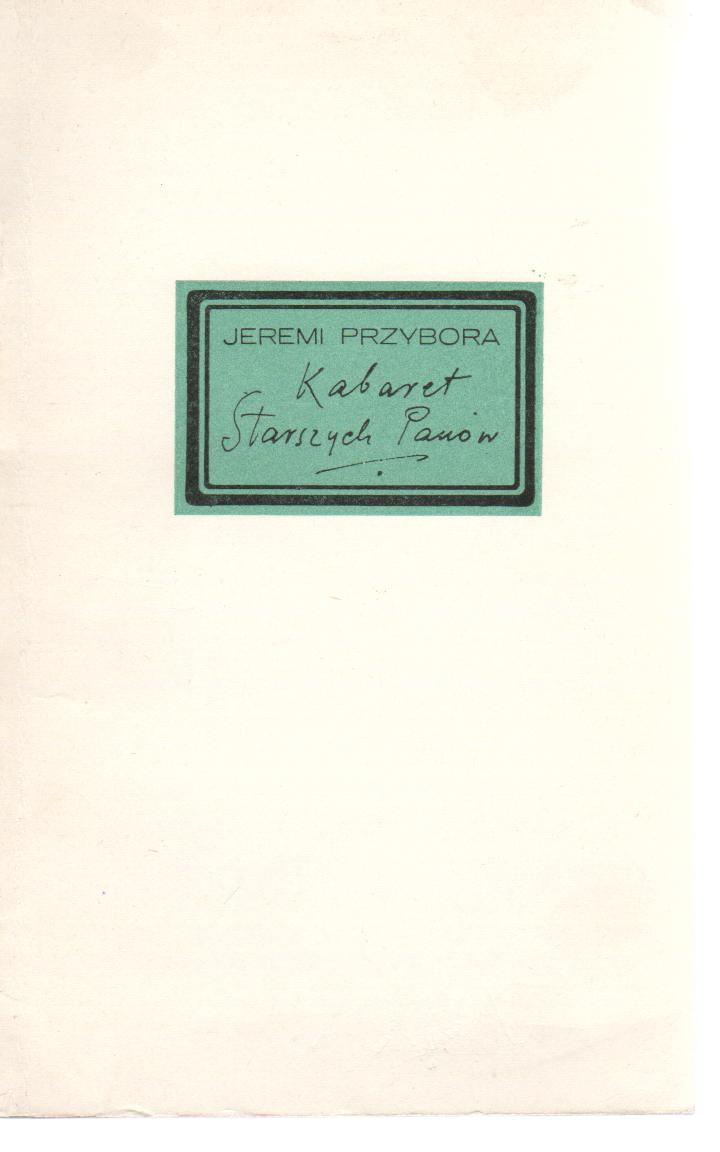 JEREMI PRZYBORA
Kabaret
Starszych Panów